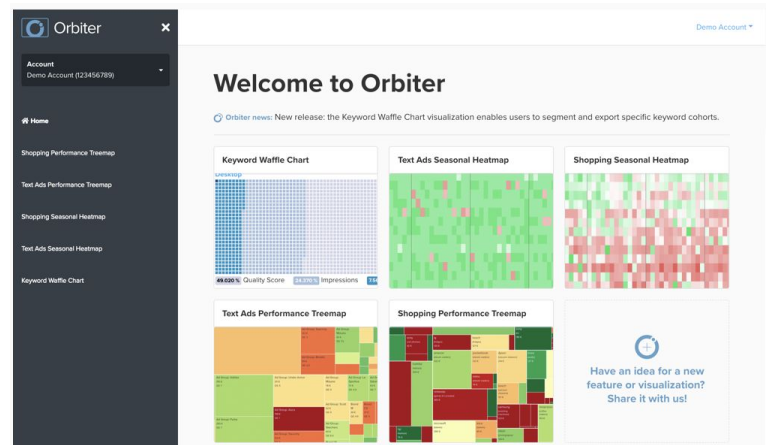 Orbiter
×
Demo Account
Account
Demo Account (123456789)
Home
Shopping Performance Treemap
Text Ads Performance Treemap
Shopping Seasonal Heatmap
Text Ads Seasonal Heatmap
Keyword Waffle Chart
Welcome to Orbiter
Orbiter news: New release: the Keyword Waffle Chart visualization enables users to segment and export specific keyword cohorts.
Keyword Waffle Chart
Desktop
49.020 % Quality Score Impressions
Text Ads Seasonal Heatmap
Shopping Seasonal Heatmap
Text Ads Performance Treemap
Shopping Performance Treemap
Have an idea for a new
feature or visualization?
Share it with us!